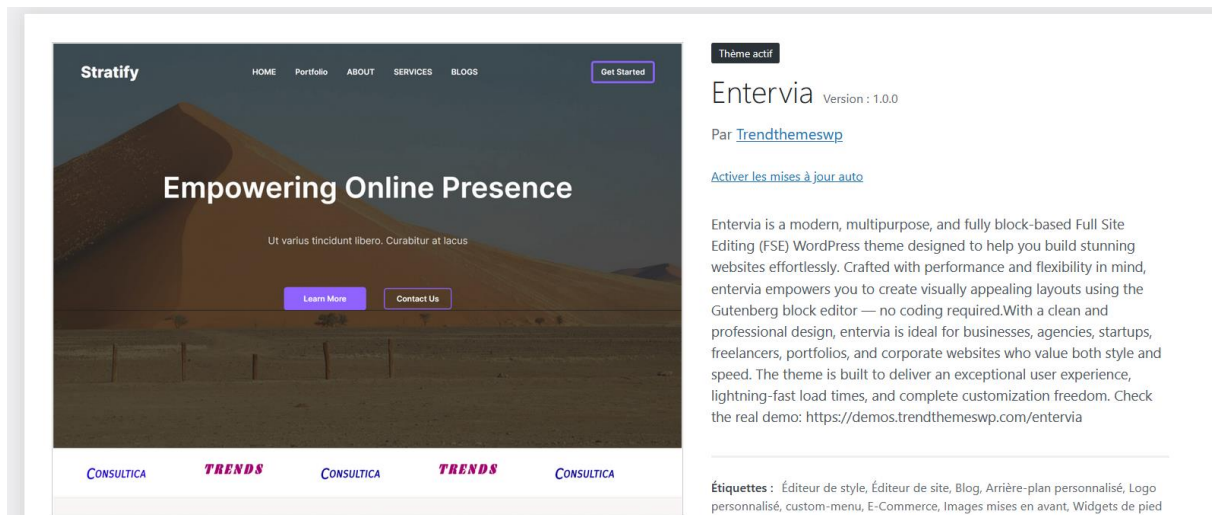 Stratify
HOME Portfolio ABOUT SERVICES BLOGS
Get Started
Empowering Online Presence
Ut varius tincidunt libero. Curabitur at lacus
Learn More Contact Us
CONSULTICA TRENDS CONSULTICA TRENDS CONSULTICA
Thème actif
Entervia Version : 1.0.0
Par Trendthemeswp
Activer les mises à jour auto
Entervia is a modern, multipurpose, and fully block-based Full Site
Editing (FSE) WordPress theme designed to help you build stunning
websites effortlessly. Crafted with performance and flexibility in mind,
entervia empowers you to create visually appealing layouts using the
Gutenberg block editor — no coding required.With a clean and
professional design, entervia is ideal for businesses, agencies, startups,
freelancers, portfolios, and corporate websites who value both style and
speed. The theme is built to deliver an exceptional user experience,
lightning-fast load times, and complete customization freedom. Check
the real demo: https://demos.trendthemeswp.com/entervia
Étiquettes : Éditeur de style, Éditeur de site, Blog, Arrière-plan personnalisé, Logo
personnalisé, custom-menu, E-Commerce, Images mises en avant, Widgets de pied